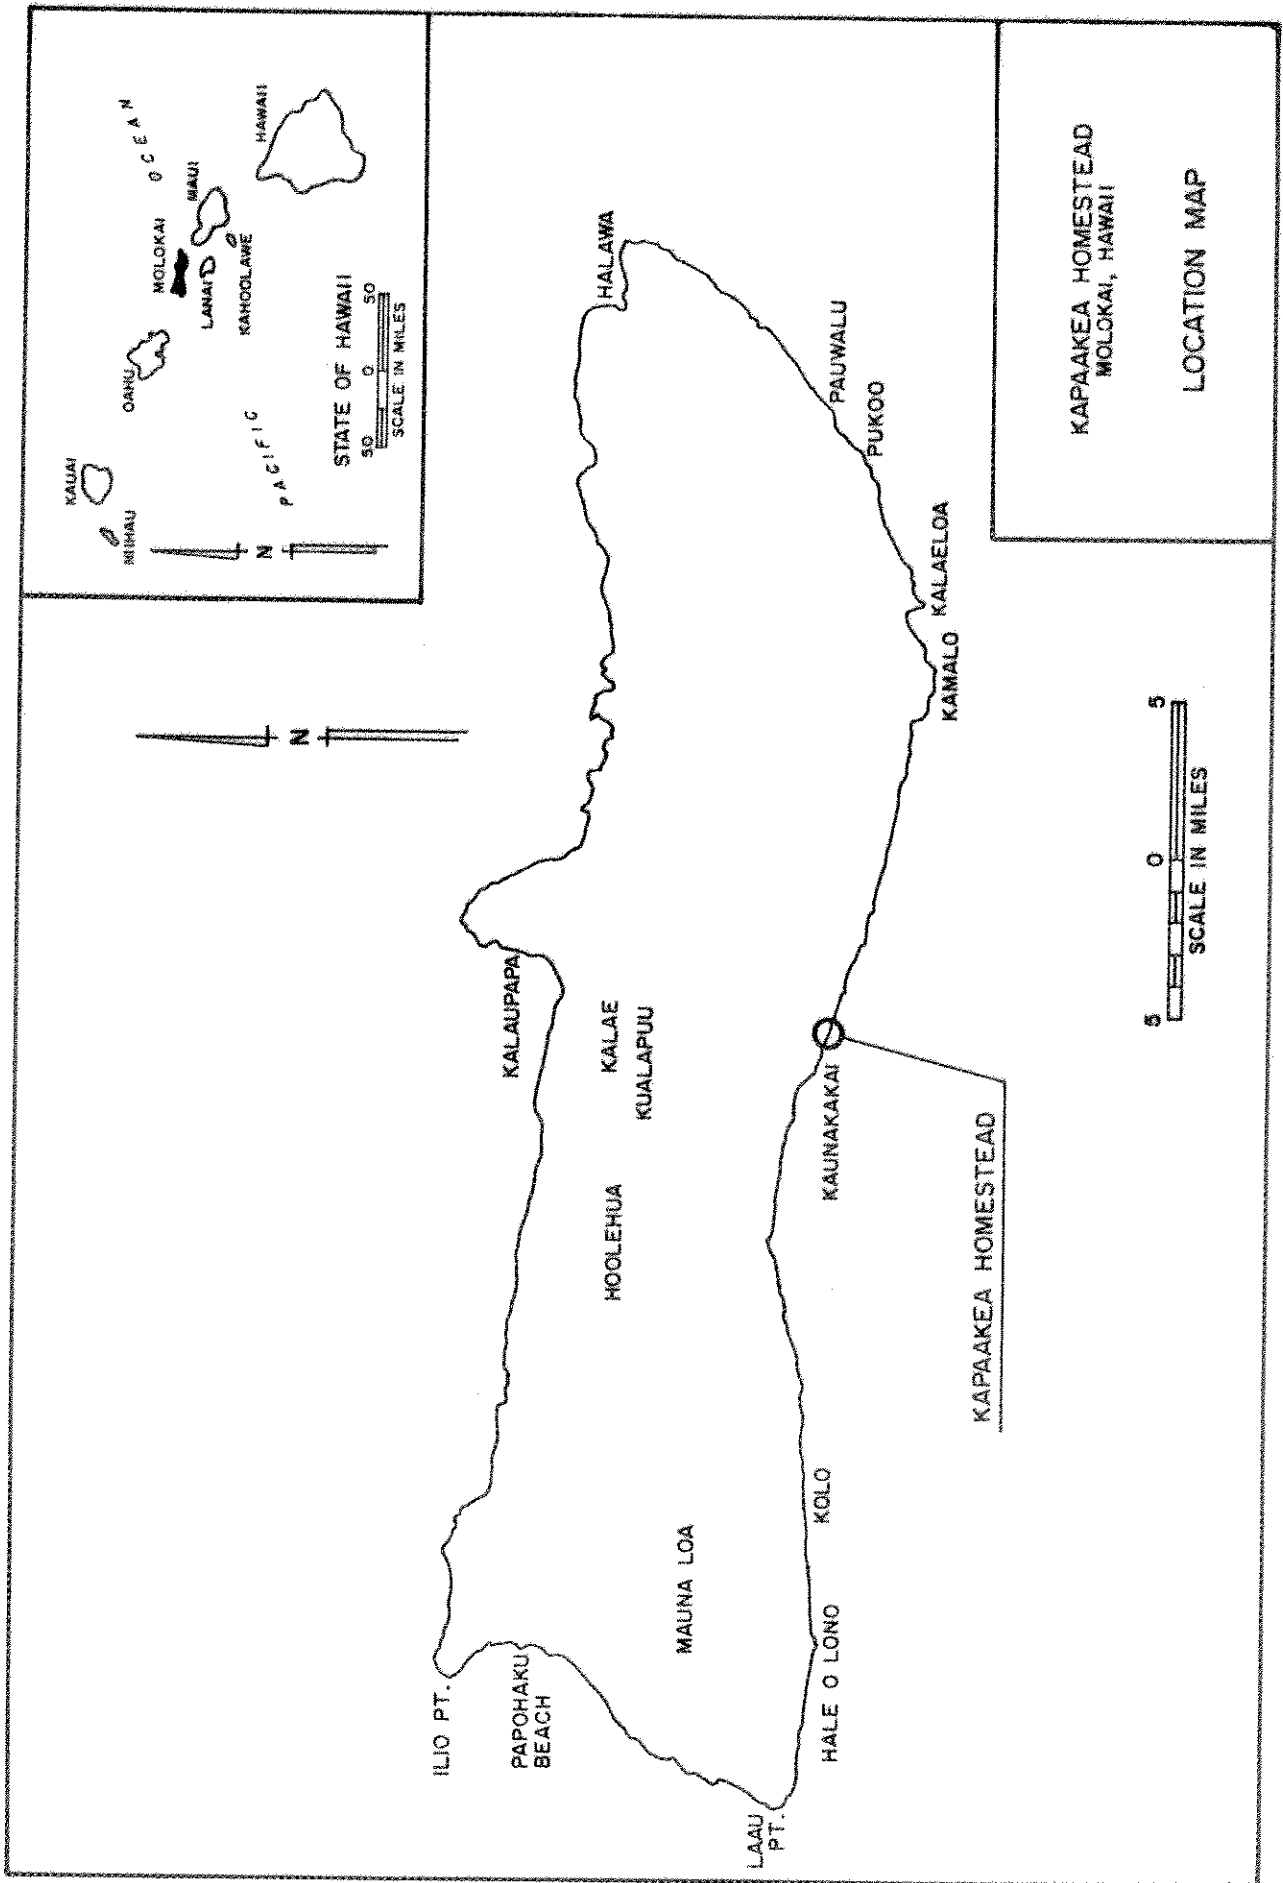 KAUAI
NIIHAU
OAHU
MOLOKAI
LANAI
MAUI
KAHOOLAWE
HAWAII
PACIFIC
OCEAN
N
STATE OF HAWAII
50 0 50
SCALE IN MILES
N
ILIO PT.
PAPOHAKU
BEACH
LAAU
PT.
MAUNA LOA
HALE O LONO
KOLO
HOOLEHUA
KALAUPAPA
KALAE
KUALAPUU
KAUNAKAKAI
KAPAAKEA HOMESTEAD
KAMALO
KALAELOA
PUKOO
PAUWALU
HALAWA
5 0 5
SCALE IN MILES
KAPAAKEA HOMESTEAD
MOLOKAI, HAWAII
LOCATION MAP